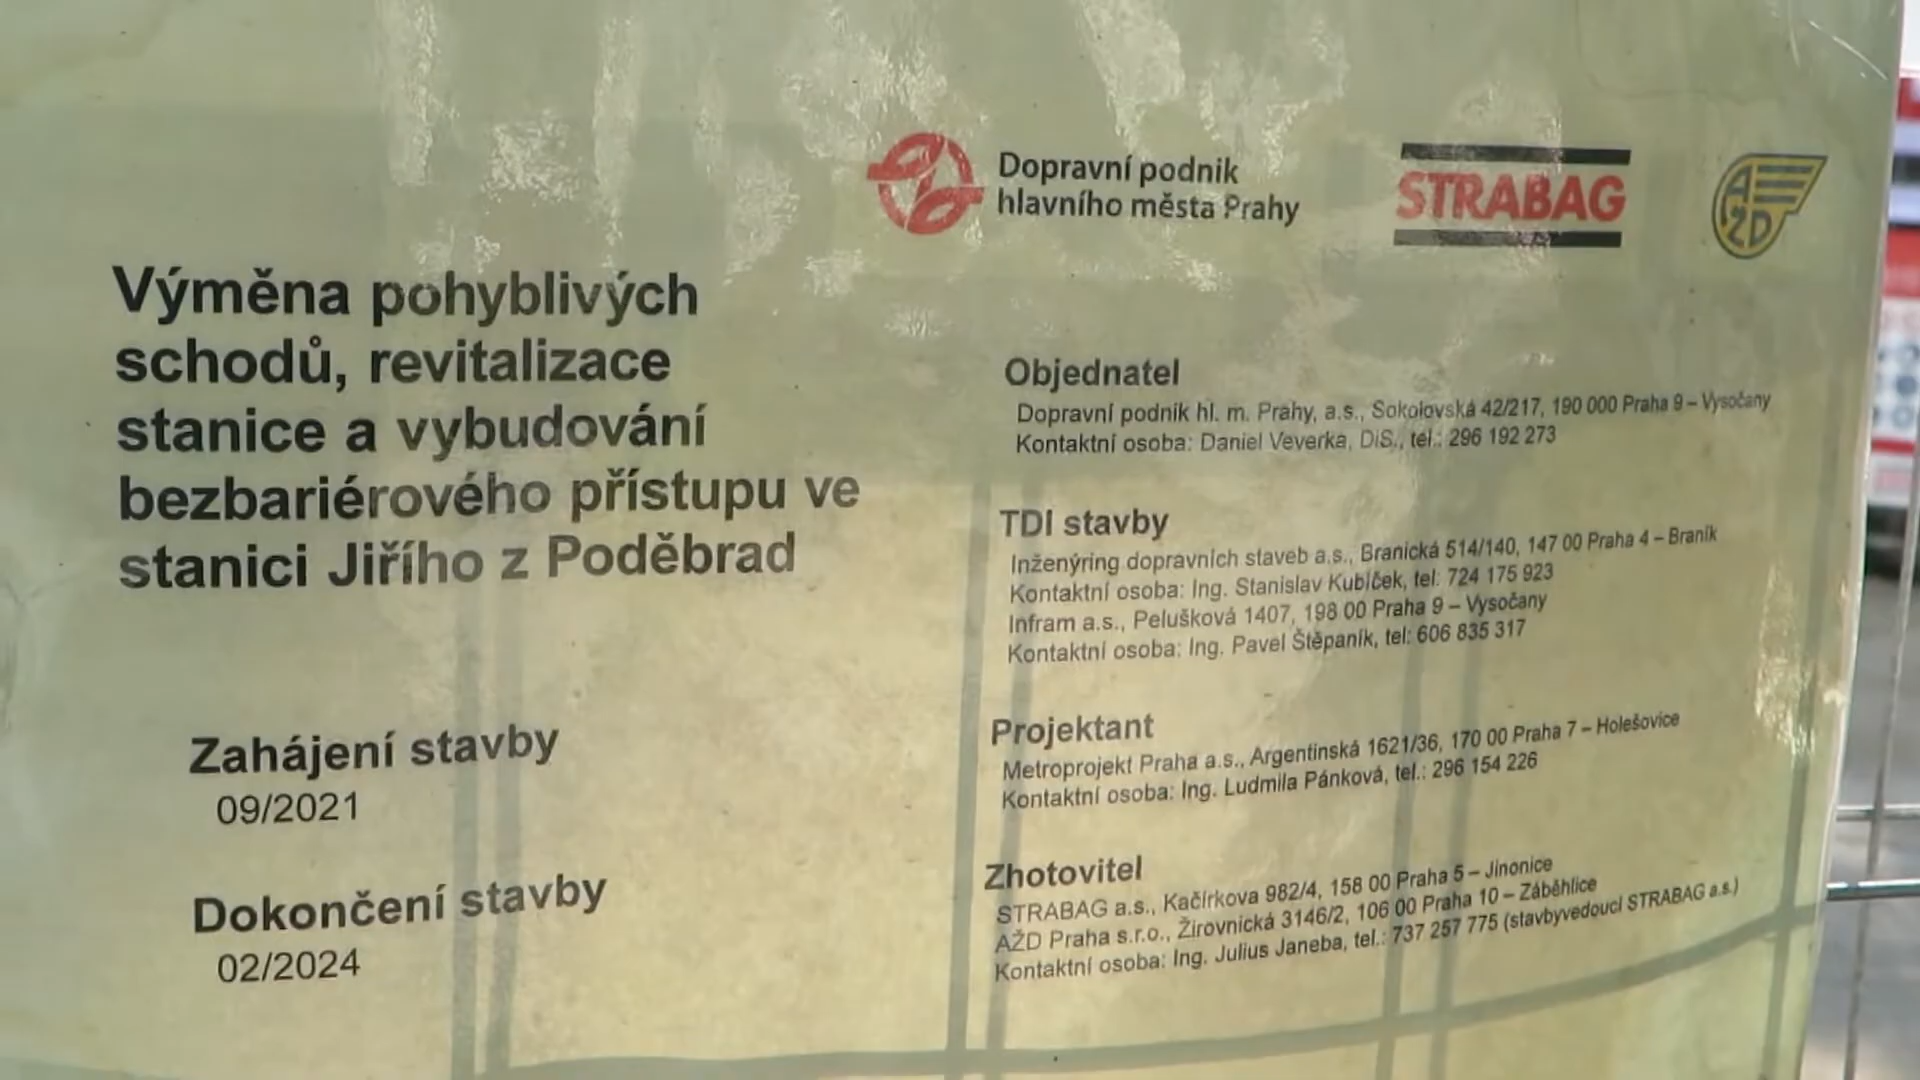 Dopravní podnik
hlavního města Prahy
STRABAG
AŽD
Výměna pohyblivých
schodů, revitalizace
stanice a vybudování
bezbariérového přístupu ve
stanici Jiřího z Poděbrad
Zahájení stavby
09/2021
Dokončení stavby
02/2024
Objednatel
Dopravní podnik hl. m. Prahy, a.s., Sokolovská 42/217, 190 000 Praha 9 – Vysočany
Kontaktní osoba: Daniel Veverka, DiS., tel.: 296 192 273
TDI stavby
Inženýring dopravních staveb a.s., Branická 514/140, 147 00 Praha 4 – Braník
Kontaktní osoba: Ing. Stanislav Kubíček, tel: 724 175 923
Infram a.s., Pelušková 1407, 198 00 Praha 9 – Vysočany
Kontaktní osoba: Ing. Pavel Štěpaník, tel: 606 835 317
Projektant
Metroprojekt Praha a.s., Argentinská 1621/36, 170 00 Praha 7 – Holešovice
Kontaktní osoba: Ing. Ludmila Pánková, tel.: 296 154 226
Zhotovitel
STRABAG a.s., Kačírkova 982/4, 158 00 Praha 5 – Jinonice
AŽD Praha s.r.o., Žirovnická 3146/2, 106 00 Praha 10 – Záběhlice
Kontaktní osoba: Ing. Julius Janeba, tel.: 737 257 775 (stavbyvedoucí STRABAG a.s.)